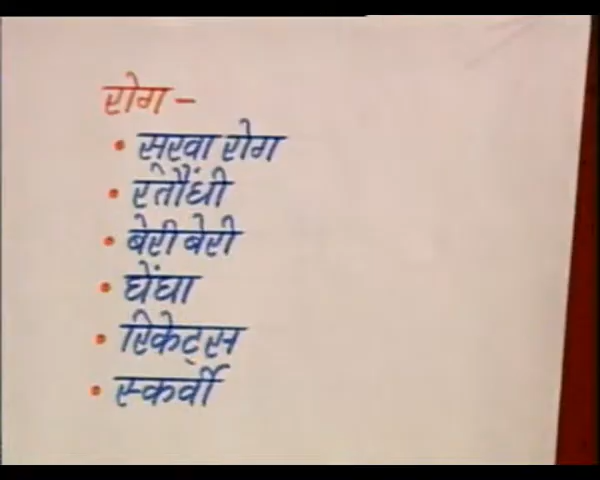 रोग -
• सूखा रोग
• रतौंधी
• बेरी बेरी
• घेंघा
• रिकेट्स
• स्कर्वी